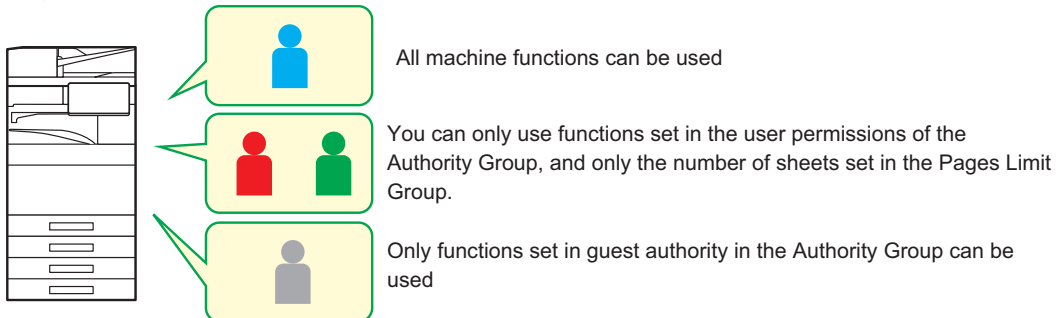 All machine functions can be used
You can only use functions set in the user permissions of the
Authority Group, and only the number of sheets set in the Pages Limit
Group.
Only functions set in guest authority in the Authority Group can be
used